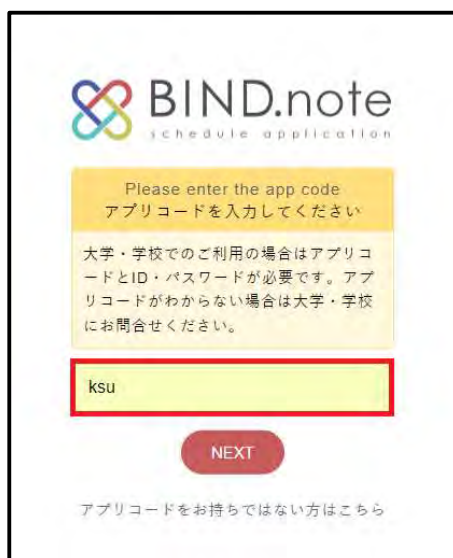 BIND.note
schedule application
Please enter the app code
アプリコードを入力してください
大学・学校でのご利用の場合はアプリコ
ードとID・パスワードが必要です。アプ
リコードがわからない場合は大学・学校
にお問合せください。
ksu
NEXT
アプリコードをお持ちではない方はこちら